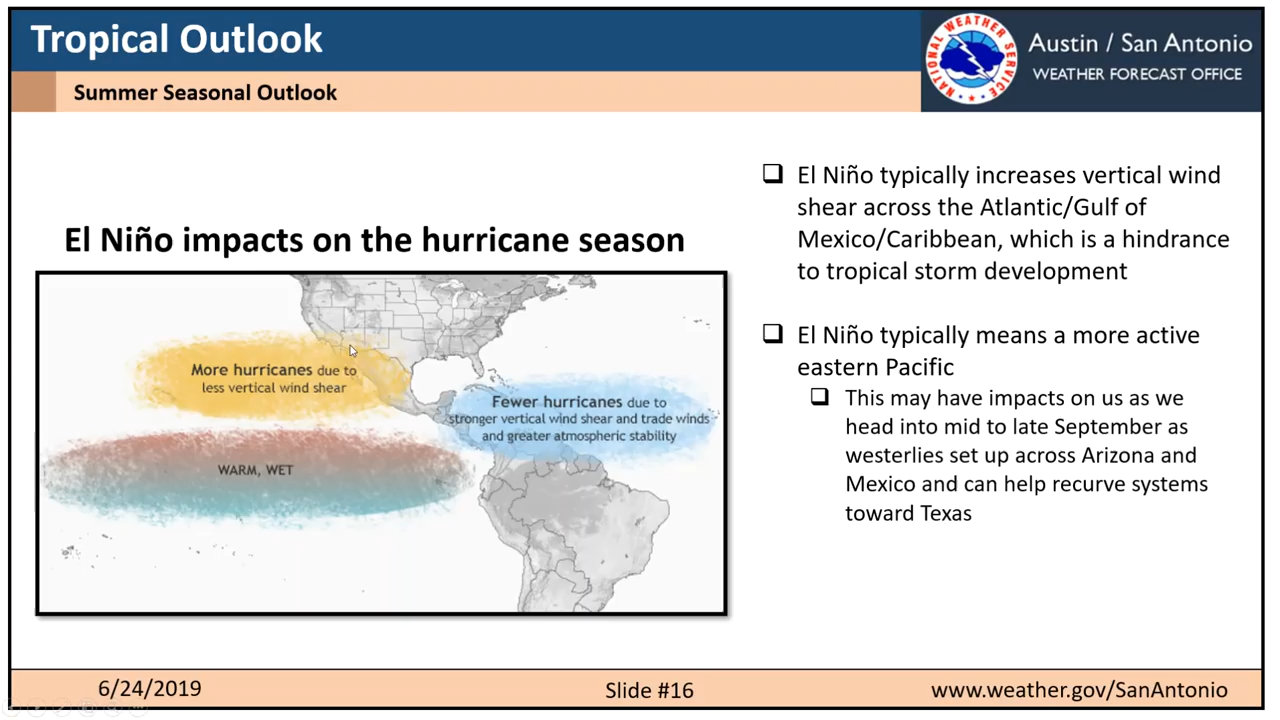 Tropical Outlook
Summer Seasonal Outlook
NATIONAL WEATHER SERVICE
Austin / San Antonio
WEATHER FORECAST OFFICE
El Niño impacts on the hurricane season
More hurricanes due to
less vertical wind shear
Fewer hurricanes due to
stronger vertical wind shear and trade winds
and greater atmospheric stability
WARM, WET
El Niño typically increases vertical wind
shear across the Atlantic/Gulf of
Mexico/Caribbean, which is a hindrance
to tropical storm development
El Niño typically means a more active
eastern Pacific
This may have impacts on us as we
head into mid to late September as
westerlies set up across Arizona and
Mexico and can help recurve systems
toward Texas
6/24/2019
Slide #16
www.weather.gov/SanAntonio